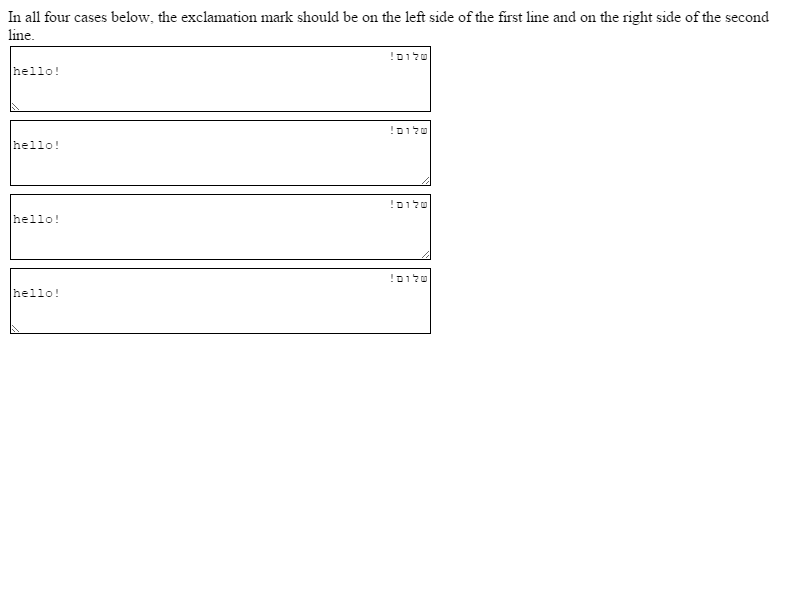 In all four cases below, the exclamation mark should be on the left side of the first line and on the right side of the second
line.
שלום!
hello!
שלום!
hello!
שלום!
hello!
שלום!
hello!